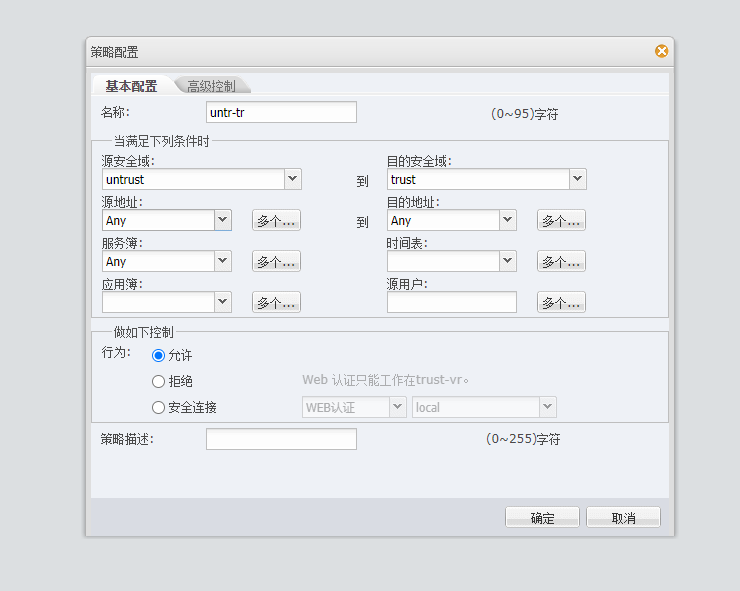 策略配置
基本配置 高级控制
名称: untr-tr (0~95)字符
当满足下列条件时
源安全域: 目的安全域:
untrust 到 trust
源地址: 目的地址:
Any 多个... 到 Any 多个...
服务簿: 时间表:
Any 多个... 多个...
应用簿: 源用户:
多个... 多个...
做如下控制
行为: 允许
拒绝 Web 认证只能工作在trust-vr。
安全连接 WEB认证 local
策略描述: (0~255)字符
确定 取消